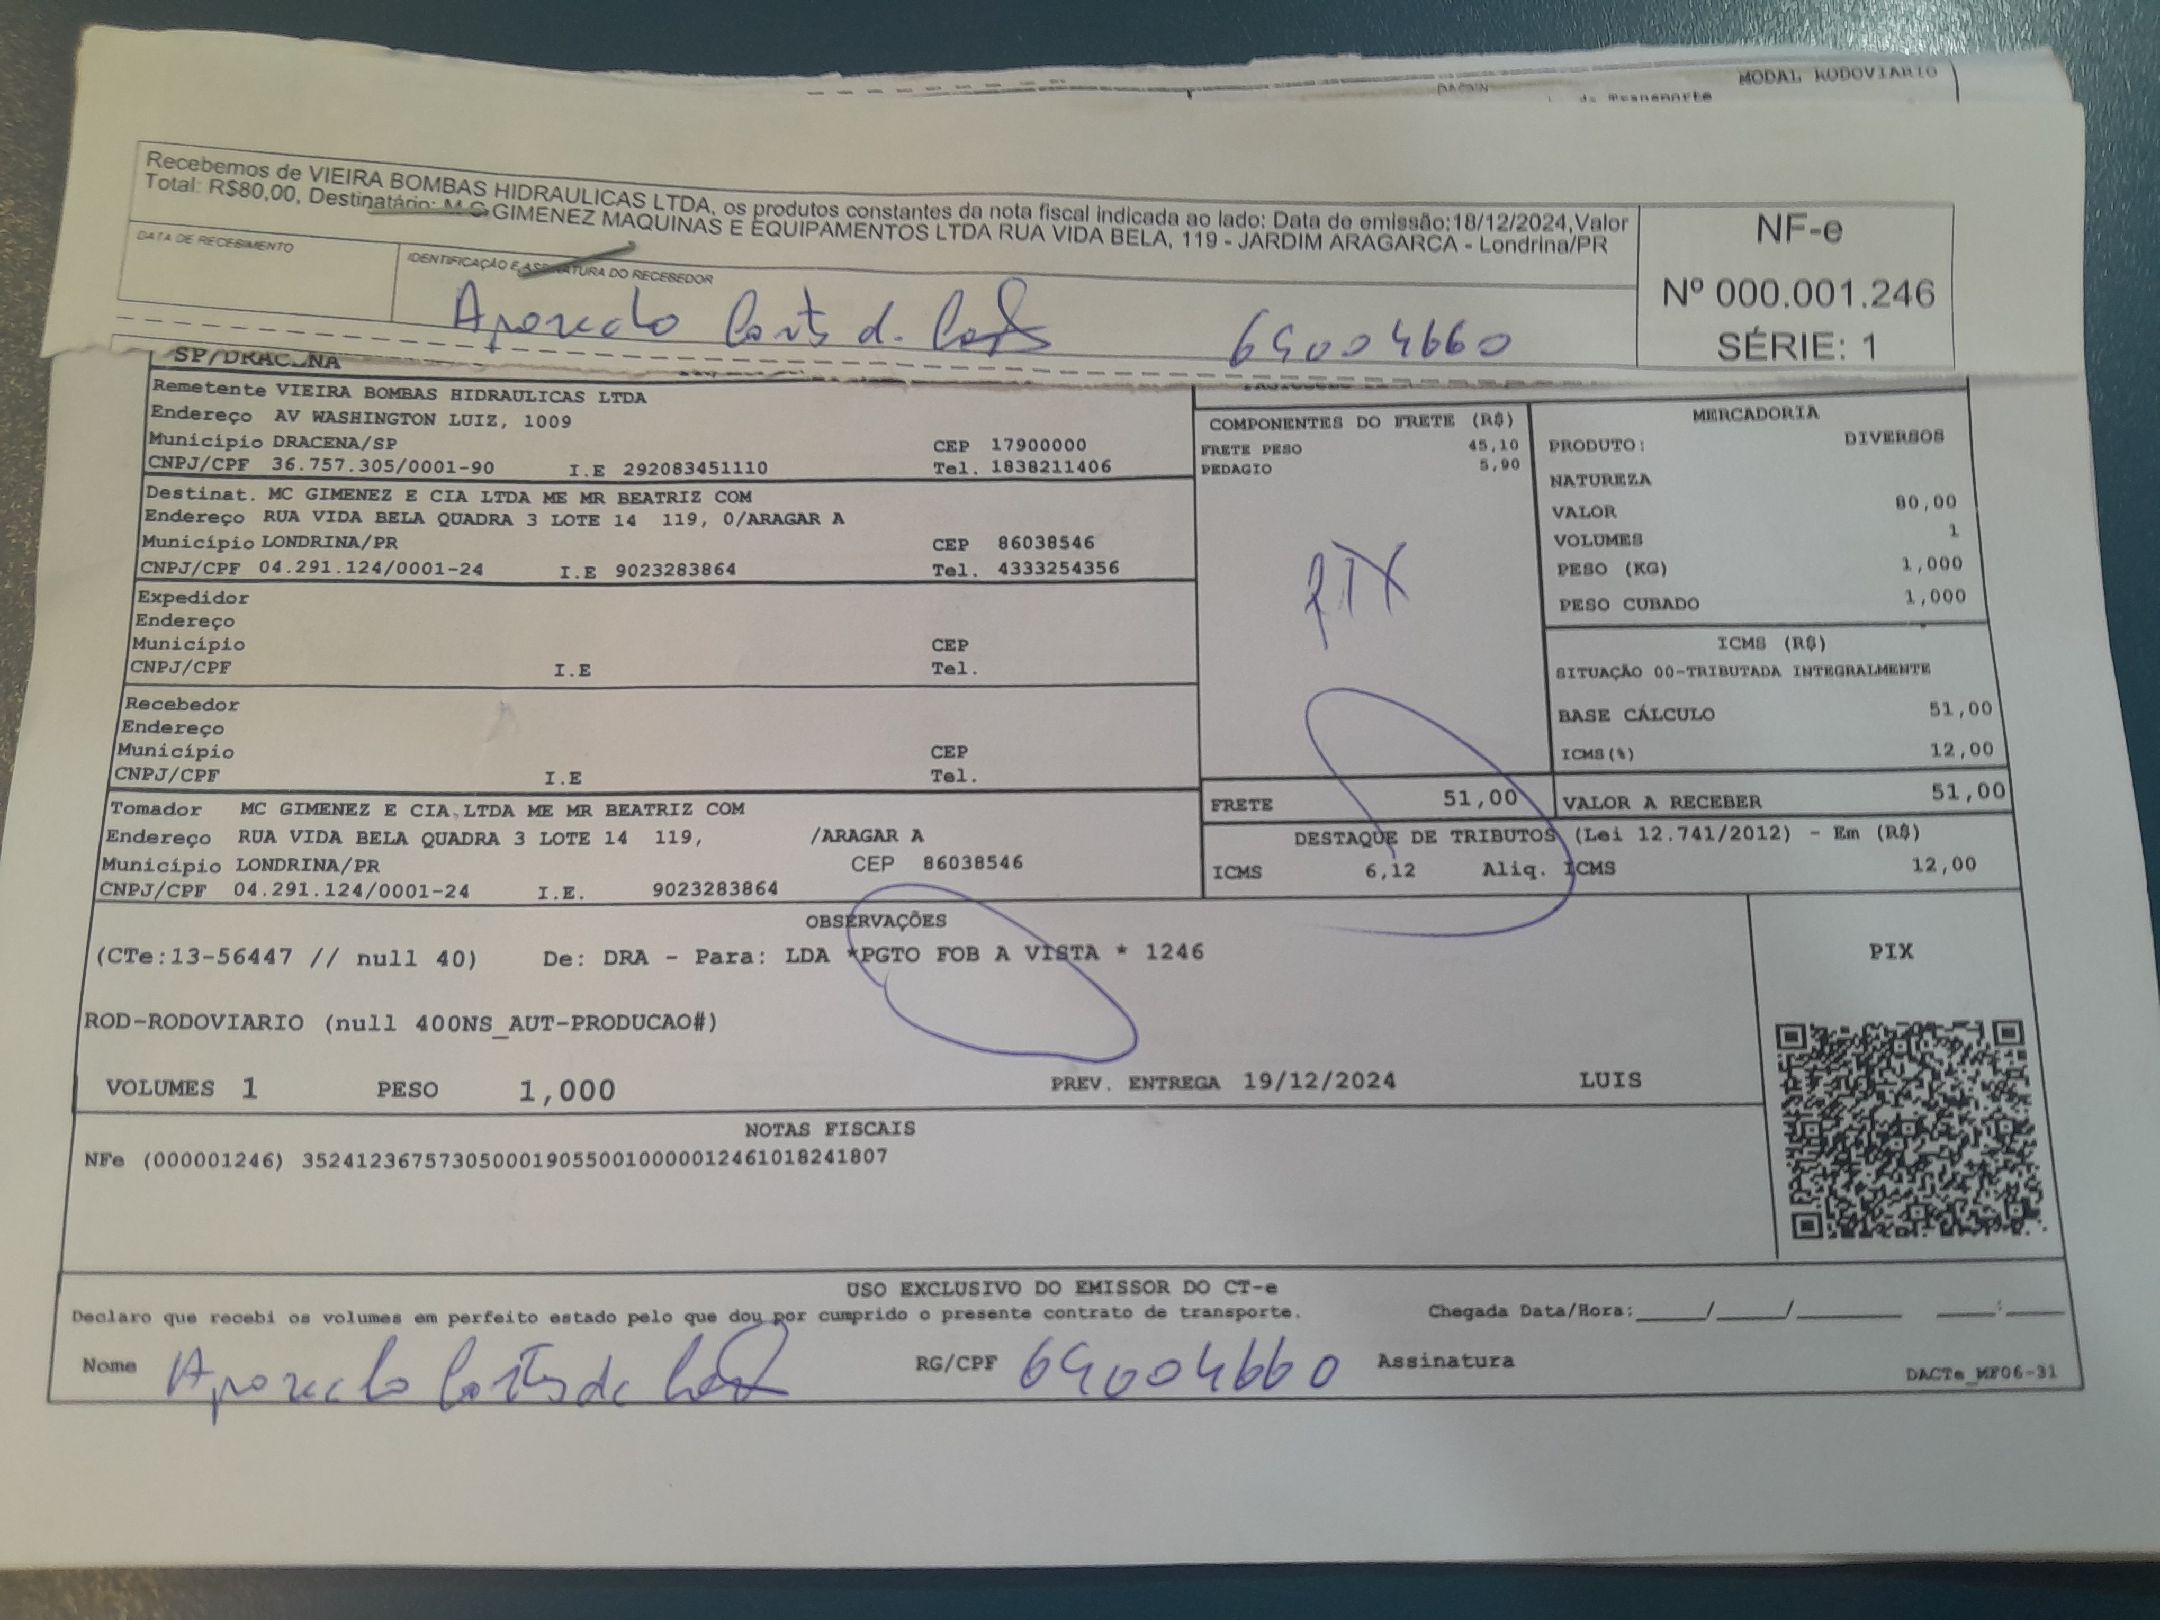 MODAL RODOVIARIO
Recebemos de VIEIRA BOMBAS HIDRAULICAS LTDA, os produtos constantes da nota fiscal indicada ao lado: Data de emissão:18/12/2024,Valor
Total: R$80,00, Destinatário: M C GIMENEZ MAQUINAS E EQUIPAMENTOS LTDA RUA VIDA BELA, 119 - JARDIM ARAGARCA - Londrina/PR
NF-e
Nº 000.001.246
SÉRIE: 1
DATA DE RECEBIMENTO
IDENTIFICAÇÃO E ASSINATURA DO RECEBEDOR
64004660
SP/DRACENA
Remetente VIEIRA BOMBAS HIDRAULICAS LTDA
Endereço AV WASHINGTON LUIZ, 1009
Município DRACENA/SP CEP 17900000
CNPJ/CPF 36.757.305/0001-90 I.E 292083451110 Tel. 1838211406
Destinat. MC GIMENEZ E CIA LTDA ME MR BEATRIZ COM
Endereço RUA VIDA BELA QUADRA 3 LOTE 14 119, 0/ARAGAR A
Município LONDRINA/PR CEP 86038546
CNPJ/CPF 04.291.124/0001-24 I.E 9023283864 Tel. 4333254356
Expedidor
Endereço
Município CEP
CNPJ/CPF I.E Tel.
Recebedor
Endereço
Município CEP
CNPJ/CPF I.E Tel.
Tomador MC GIMENEZ E CIA LTDA ME MR BEATRIZ COM
Endereço RUA VIDA BELA QUADRA 3 LOTE 14 119, /ARAGAR A
Município LONDRINA/PR CEP 86038546
CNPJ/CPF 04.291.124/0001-24 I.E. 9023283864
COMPONENTES DO FRETE (R$)
FRETE PESO 45,10
PEDAGIO 5,90
PIX
FRETE 51,00
MERCADORIA
PRODUTO: DIVERSOS
NATUREZA
VALOR 80,00
VOLUMES 1
PESO (KG) 1,000
PESO CUBADO 1,000
ICMS (R$)
SITUAÇÃO 00-TRIBUTADA INTEGRALMENTE
BASE CÁLCULO 51,00
ICMS(%) 12,00
VALOR A RECEBER 51,00
DESTAQUE DE TRIBUTOS (Lei 12.741/2012) - Em (R$)
ICMS 6,12 Aliq. ICMS 12,00
OBSERVAÇÕES
(CTe:13-56447 // null 40) De: DRA - Para: LDA *PGTO FOB A VISTA * 1246
ROD-RODOVIARIO (null 400NS_AUT-PRODUCAO#)
VOLUMES 1 PESO 1,000 PREV. ENTREGA 19/12/2024 LUIS
PIX
NOTAS FISCAIS
NFe (000001246) 35241236757305000190550010000012461018241807
USO EXCLUSIVO DO EMISSOR DO CT-e
Declaro que recebi os volumes em perfeito estado pelo que dou por cumprido o presente contrato de transporte. Chegada Data/Hora:____/____/________ ____:____
Nome RG/CPF 64004660 Assinatura
DACTe_MF06-31